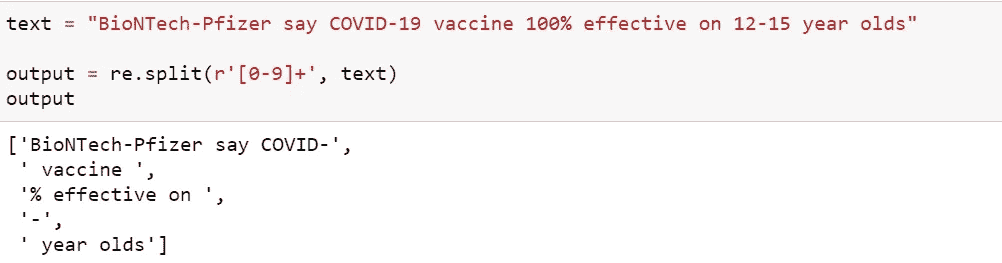 text = "BioNTech-Pfizer say COVID-19 vaccine 100% effective on 12-15 year olds"
output = re.split(r'[0-9]+', text)
output
['BioNTech-Pfizer say COVID-',
' vaccine ',
'% effective on ',
'-',
' year olds']